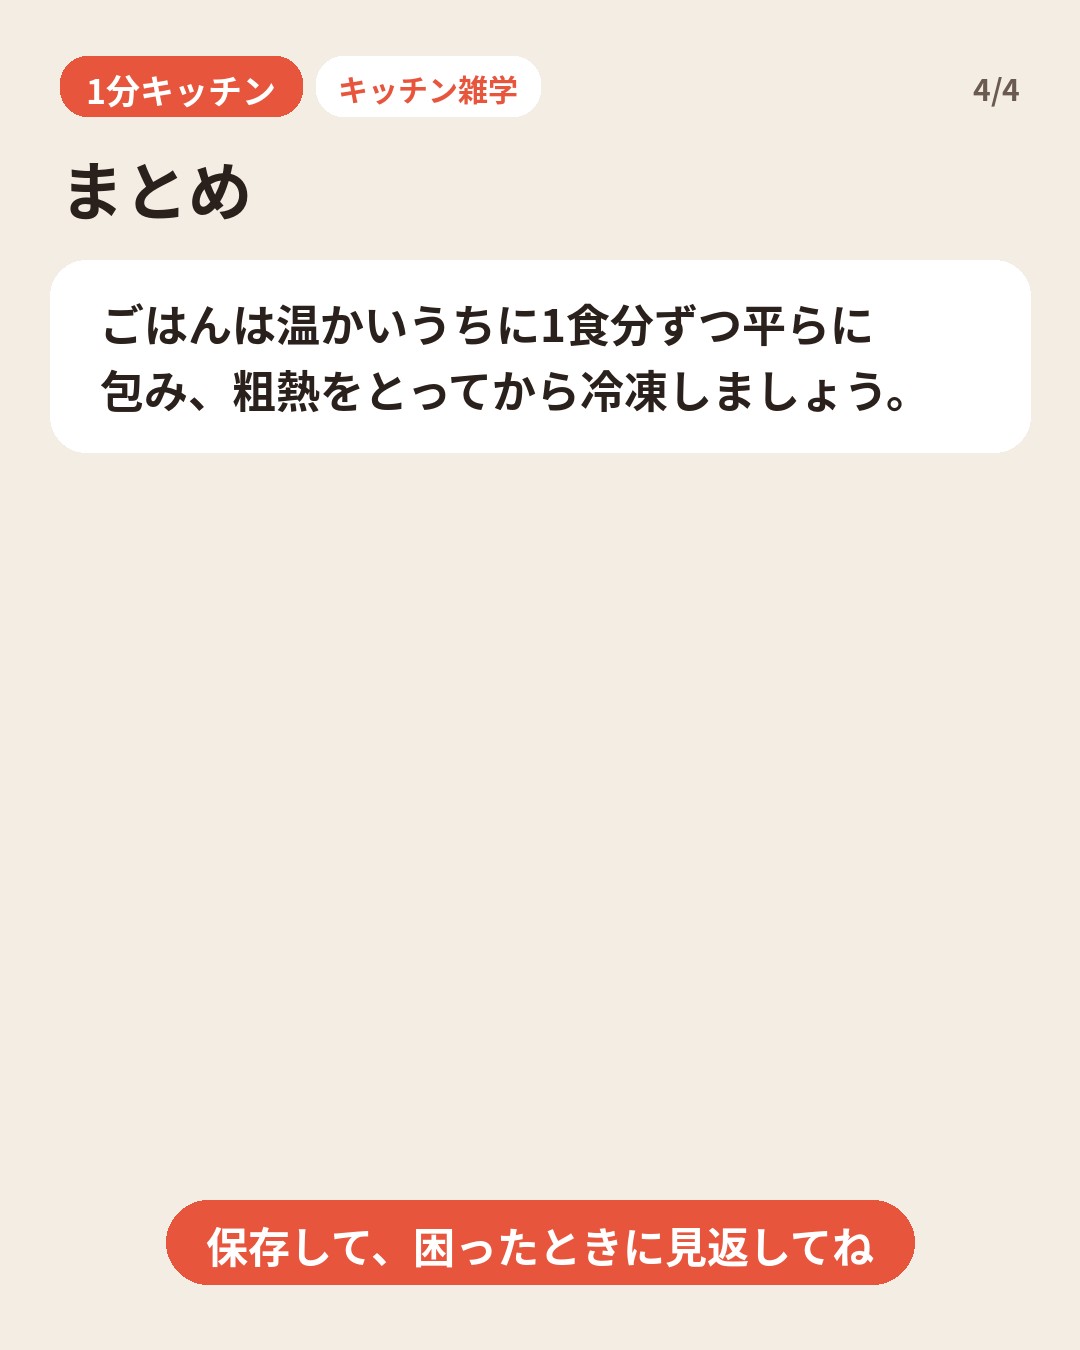 1分キッチン
キッチン雑学
4/4
まとめ
ごはんは温かいうちに1食分ずつ平らに
包み、粗熱をとってから冷凍しましょう。
保存して、困ったときに見返してね